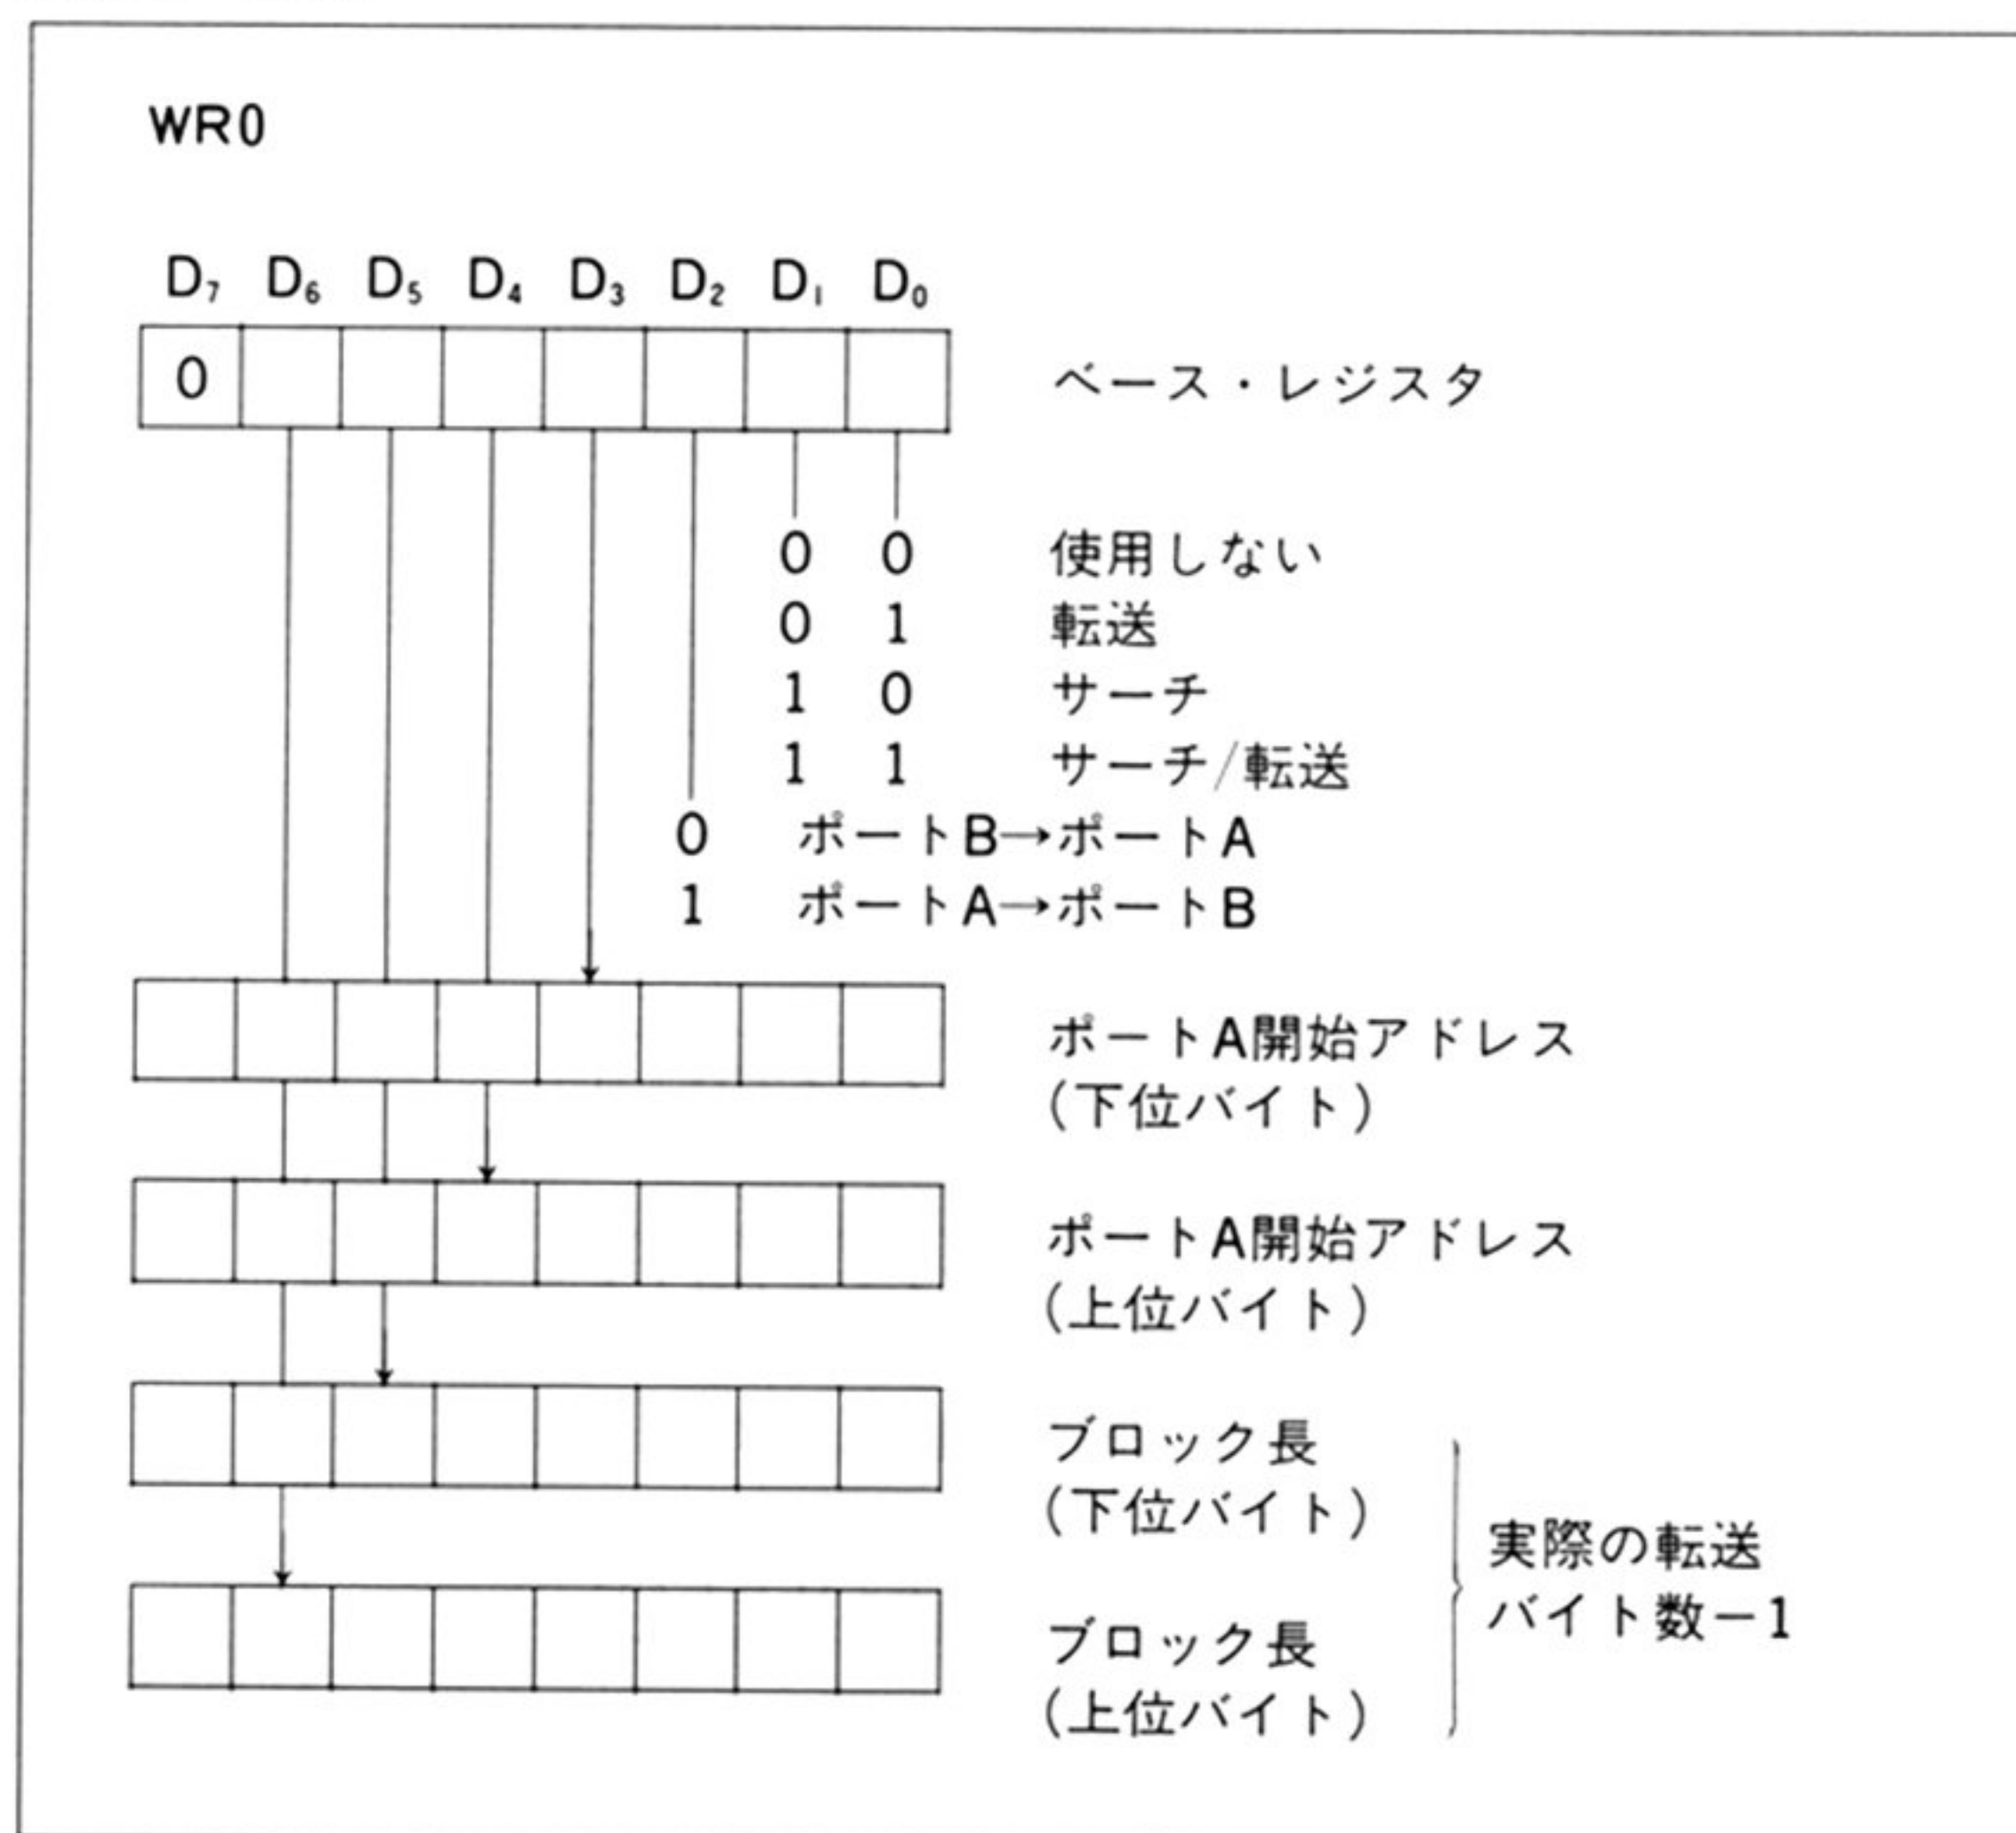 WR0
D₇ D₆ D₅ D₄ D₃ D₂ D₁ D₀
0 ベース・レジスタ
0 0 使用しない
0 1 転送
1 0 サーチ
1 1 サーチ/転送
0 ポートB→ポートA
1 ポートA→ポートB
ポートA開始アドレス
(下位バイト)
ポートA開始アドレス
(上位バイト)
ブロック長
(下位バイト)
ブロック長
(上位バイト)
実際の転送
バイト数−1